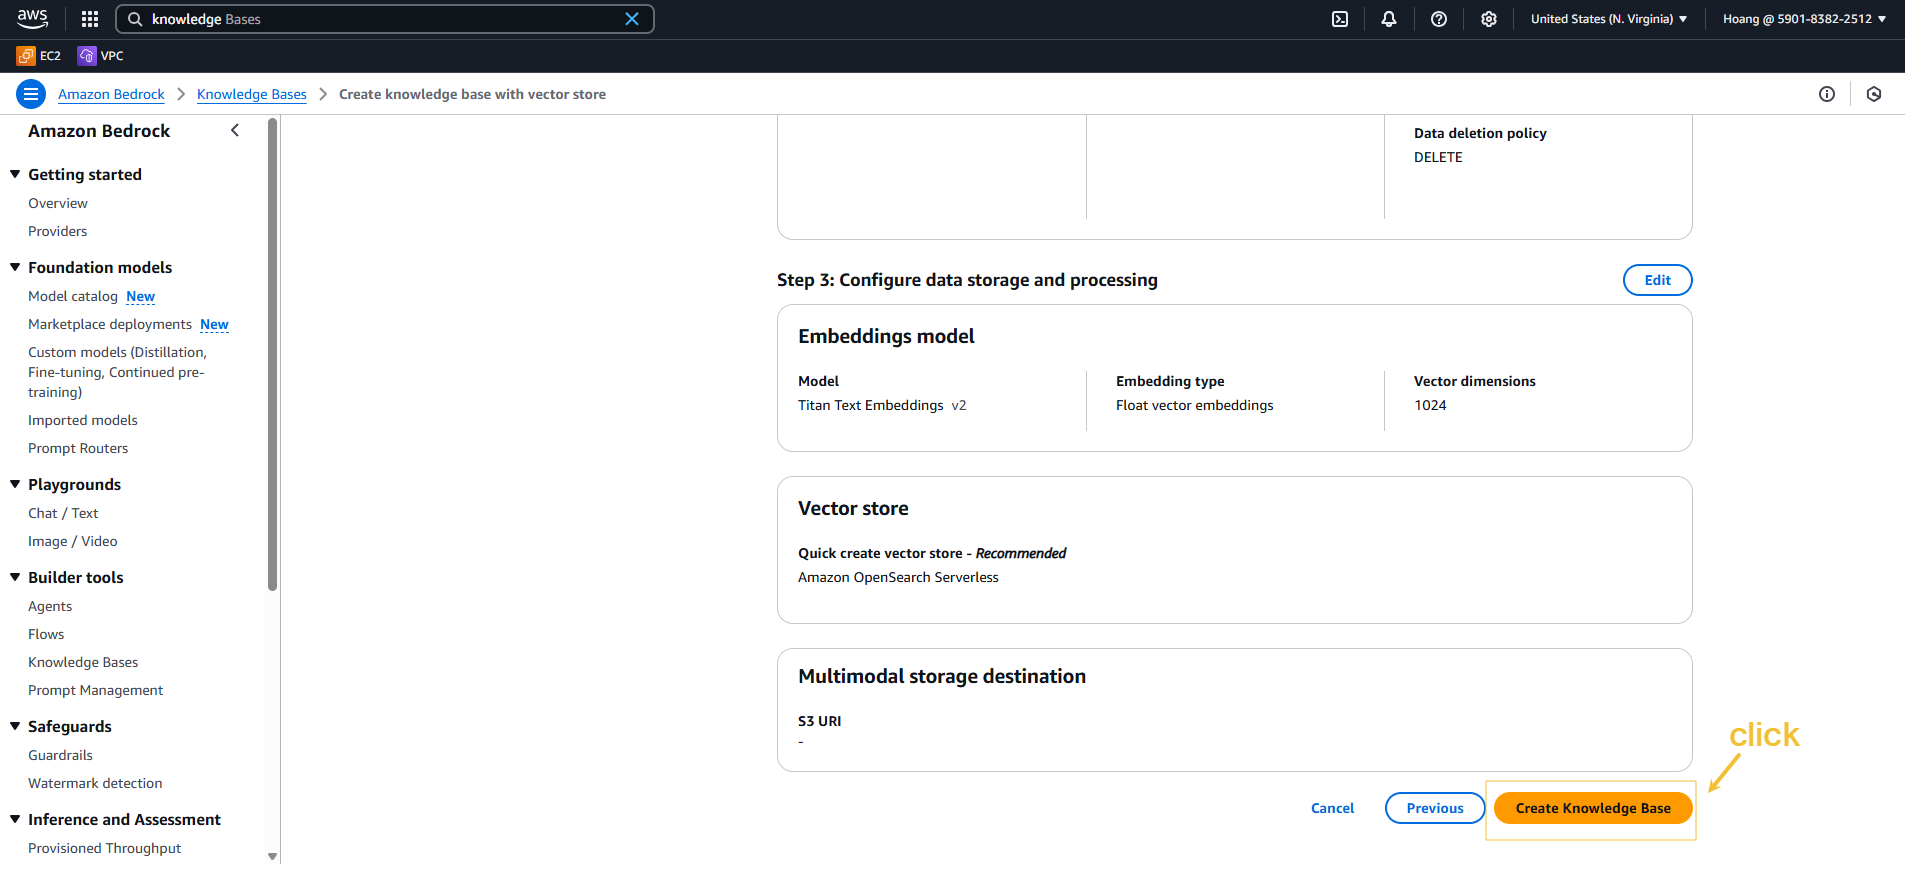 aws
knowledge Bases
United States (N. Virginia)
Hoang @ 5901-8382-2512
EC2
VPC
Amazon Bedrock
Knowledge Bases
Create knowledge base with vector store
Amazon Bedrock
Getting started
Overview
Providers
Foundation models
Model catalog New
Marketplace deployments New
Custom models (Distillation,
Fine-tuning, Continued pre-
training)
Imported models
Prompt Routers
Playgrounds
Chat / Text
Image / Video
Builder tools
Agents
Flows
Knowledge Bases
Prompt Management
Safeguards
Guardrails
Watermark detection
Inference and Assessment
Provisioned Throughput
Data deletion policy
DELETE
Step 3: Configure data storage and processing
Edit
Embeddings model
Model
Titan Text Embeddings v2
Embedding type
Float vector embeddings
Vector dimensions
1024
Vector store
Quick create vector store - Recommended
Amazon OpenSearch Serverless
Multimodal storage destination
S3 URI
-
click
Cancel
Previous
Create Knowledge Base